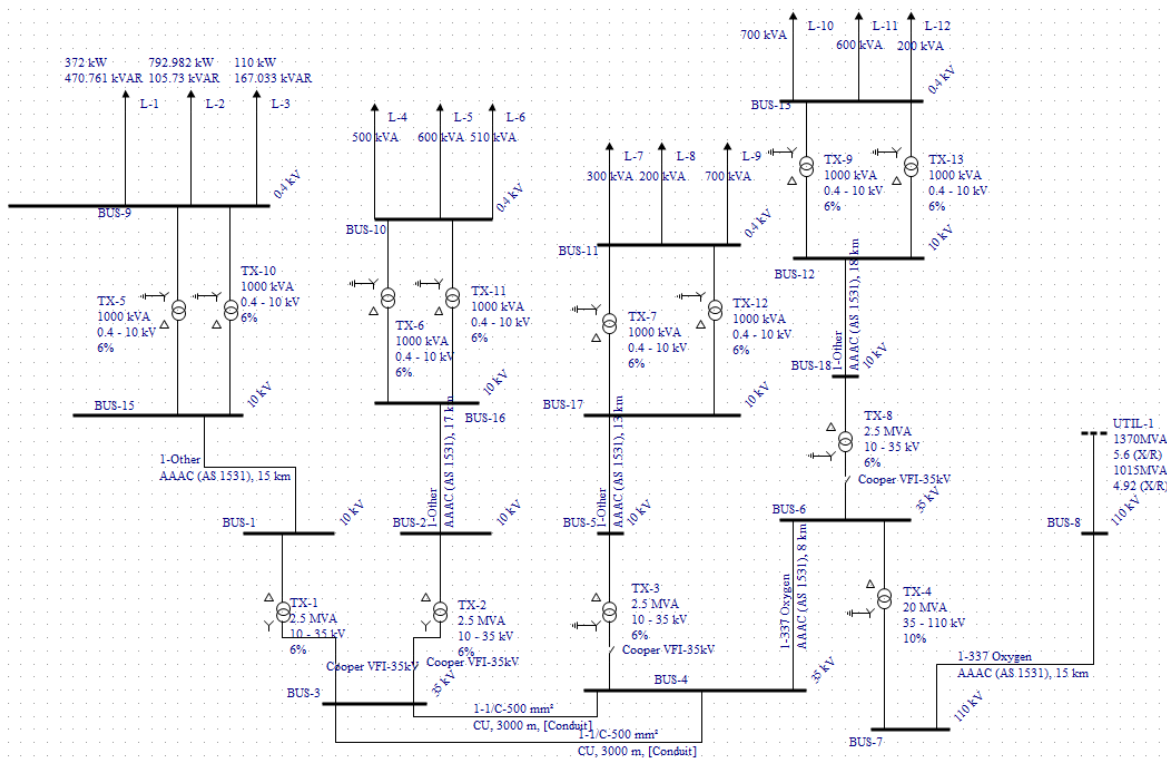 700 kVA
L-10
600 kVA
L-11
200 kVA
L-12
0.4 kV
BUS-13
372 kW
470.761 kVAR
L-1
792.982 kW
105.73 kVAR
L-2
110 kW
167.033 kVAR
L-3
0.4 kV
BUS-9
L-4
500 kVA
L-5
600 kVA
L-6
510 kVA
0.4 kV
BUS-10
L-7
300 kVA
L-8
200 kVA
L-9
700 kVA
0.4 kV
BUS-11
TX-9
1000 kVA
0.4 - 10 kV
6%
TX-13
1000 kVA
0.4 - 10 kV
6%
10 kV
BUS-12
TX-5
1000 kVA
0.4 - 10 kV
6%
TX-10
1000 kVA
0.4 - 10 kV
6%
TX-6
1000 kVA
0.4 - 10 kV
6%
TX-11
1000 kVA
0.4 - 10 kV
6%
TX-7
1000 kVA
0.4 - 10 kV
6%
TX-12
1000 kVA
0.4 - 10 kV
6%
1-Other
AAAC (AS 1531), 18 km
BUS-18
10 kV
BUS-15
10 kV
BUS-16
10 kV
BUS-17
10 kV
TX-8
2.5 MVA
10 - 35 kV
6%
Cooper VFI-35kV
UTIL-1
1370MVA
5.6 (X/R)
1015MVA
4.92 (X/R)
1-Other
AAAC (AS 1531), 15 km
1-Other
AAAC (AS 1531), 17 km
1-Other
AAAC (AS 1531), 13 km
BUS-1
10 kV
BUS-2
10 kV
BUS-5
10 kV
BUS-6
35 kV
BUS-8
110 kV
TX-1
2.5 MVA
10 - 35 kV
6%
TX-2
2.5 MVA
10 - 35 kV
6%
TX-3
2.5 MVA
10 - 35 kV
6%
1-337 Oxygen
AAAC (AS 1531), 8 km
TX-4
20 MVA
35 - 110 kV
10%
Cooper VFI-35kV
Cooper VFI-35kV
Cooper VFI-35kV
1-337 Oxygen
AAAC (AS 1531), 15 km
BUS-3
35 kV
BUS-4
35 kV
1-1/C-500 mm²
CU, 3000 m, [Conduit]
1-1/C-500 mm²
CU, 3000 m, [Conduit]
BUS-7
110 kV